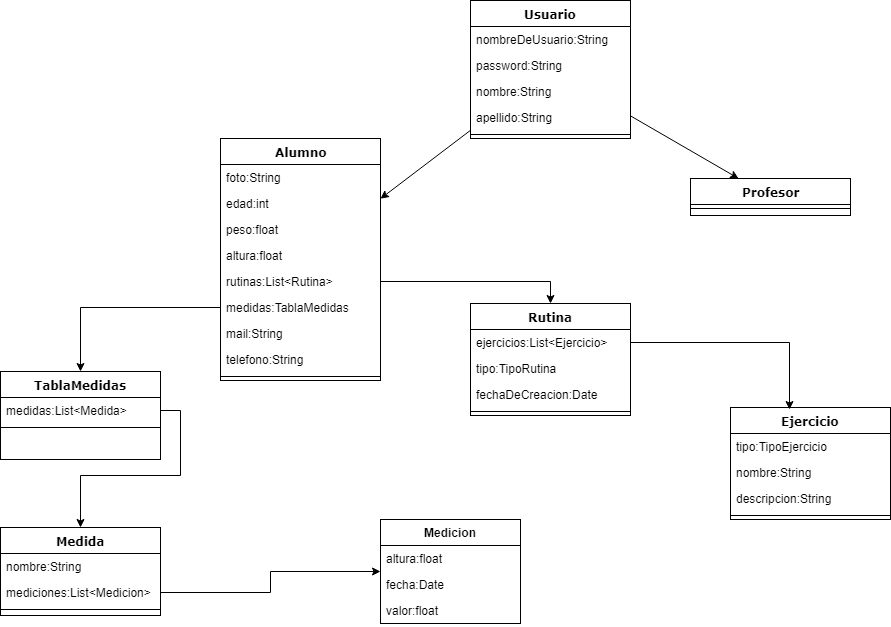 Usuario
nombreDeUsuario:String
password:String
nombre:String
apellido:String
Alumno
foto:String
edad:int
peso:float
altura:float
rutinas:List<Rutina>
medidas:TablaMedidas
mail:String
telefono:String
Profesor
Rutina
ejercicios:List<Ejercicio>
tipo:TipoRutina
fechaDeCreacion:Date
TablaMedidas
medidas:List<Medida>
Ejercicio
tipo:TipoEjercicio
nombre:String
descripcion:String
Medida
nombre:String
mediciones:List<Medicion>
Medicion
altura:float
fecha:Date
valor:float